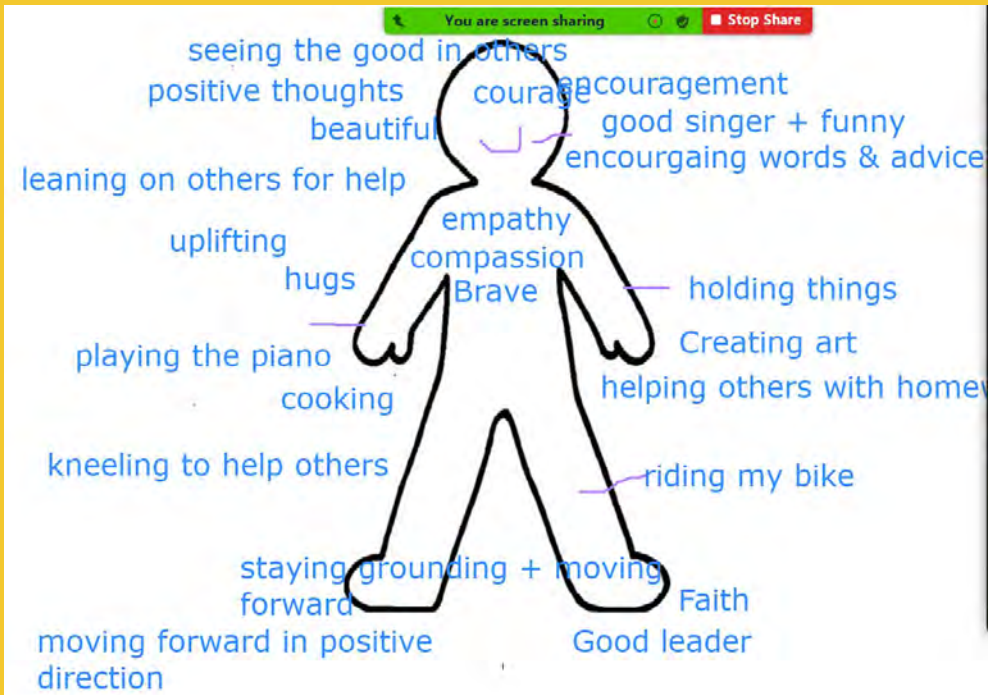 You are screen sharing
Stop Share
seeing the good in others
positive thoughts
courage
encouragement
beautiful
good singer + funny
encourgaing words & advice
leaning on others for help
empathy
uplifting
compassion
hugs
Brave
holding things
playing the piano
Creating art
cooking
helping others with homew
kneeling to help others
riding my bike
staying grounding + moving
forward
Faith
moving forward in positive
direction
Good leader